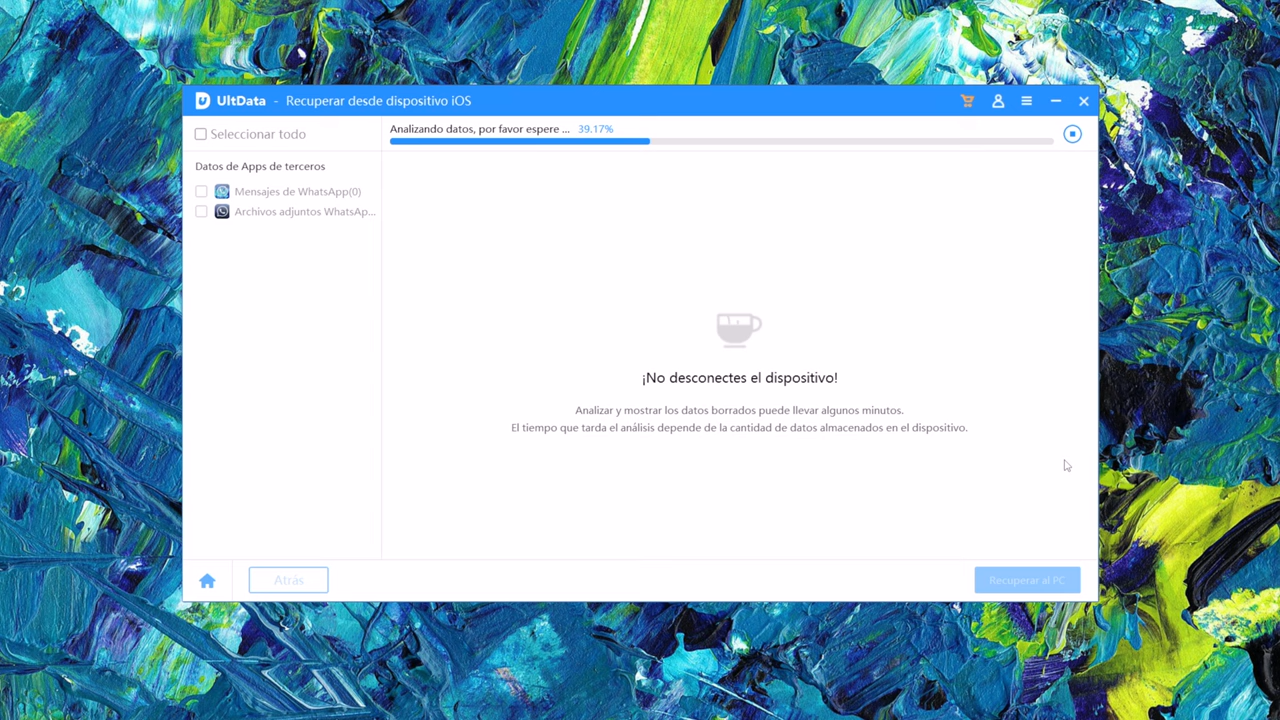 UltData - Recuperar desde dispositivo iOS
Seleccionar todo
Analizando datos, por favor espere ... 39.17%
Datos de Apps de terceros
Mensajes de WhatsApp(0)
Archivos adjuntos WhatsAp...
¡No desconectes el dispositivo!
Analizar y mostrar los datos borrados puede llevar algunos minutos.
El tiempo que tarda el análisis depende de la cantidad de datos almacenados en el dispositivo.
Atrás
Recuperar al PC